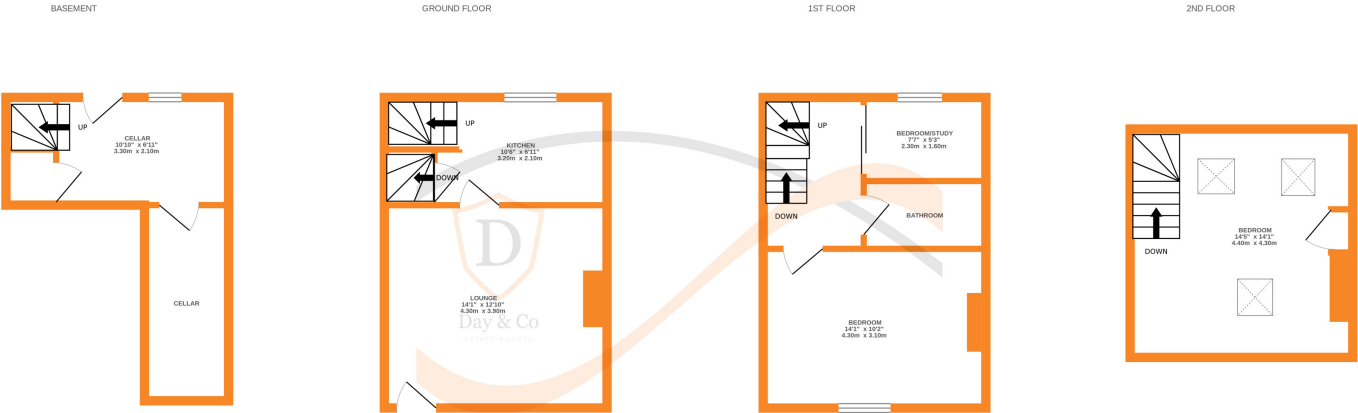 BASEMENT
GROUND FLOOR
1ST FLOOR
2ND FLOOR
UP
CELLAR
10'10" x 6'11"
3.30m x 2.10m
CELLAR
UP
KITCHEN
10'6" x 6'11"
3.20m x 2.10m
DOWN
D
LOUNGE
14'1" x 12'10"
4.30m x 3.90m
Day & Co
ESTATE AGENTS
UP
BEDROOM/STUDY
7'7" x 5'3"
2.30m x 1.60m
DOWN
BATHROOM
BEDROOM
14'1" x 10'2"
4.30m x 3.10m
BEDROOM
14'5" x 14'1"
4.40m x 4.30m
DOWN